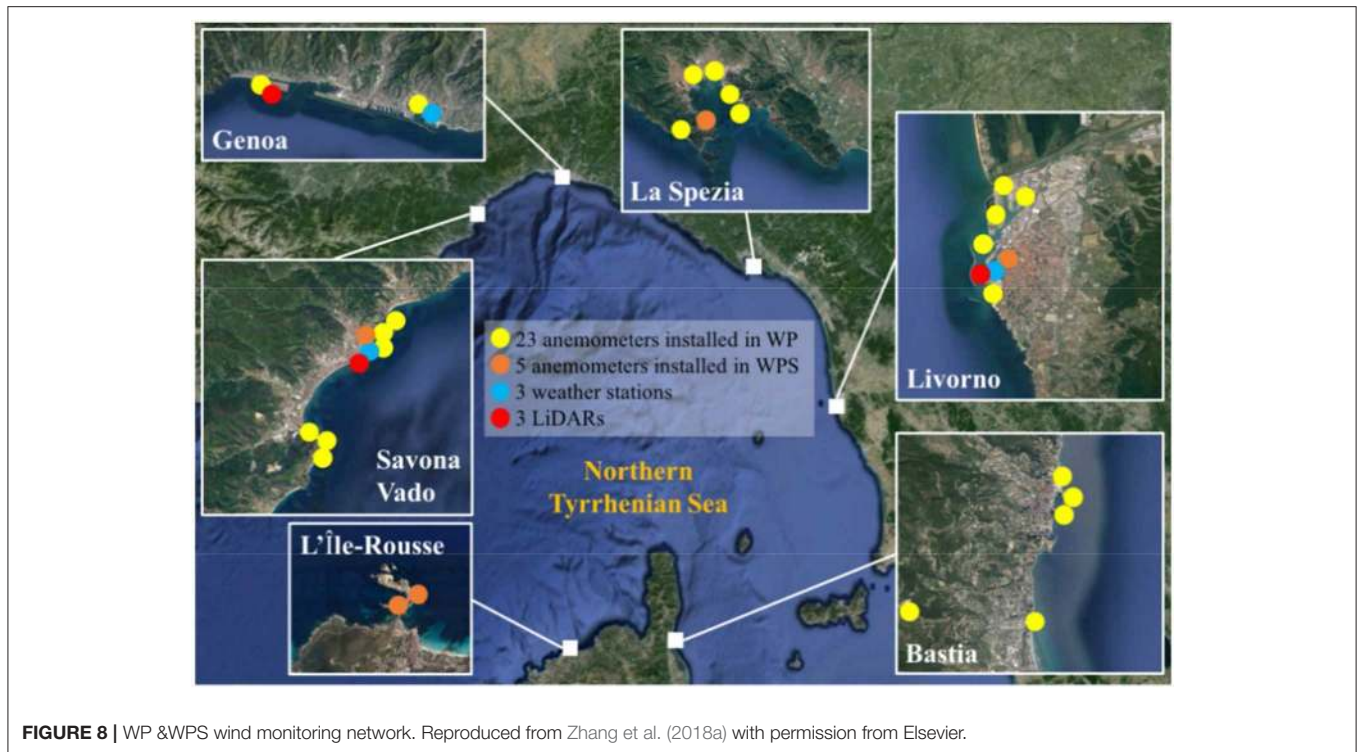 Genoa
La Spezia
Livorno
23 anemometers installed in WP
5 anemometers installed in WPS
3 weather stations
3 LiDARs
Savona
Vado
Northern
Tyrrhenian Sea
L'Île-Rousse
Bastia
FIGURE 8 | WP &WPS wind monitoring network. Reproduced from Zhang et al. (2018a) with permission from Elsevier.